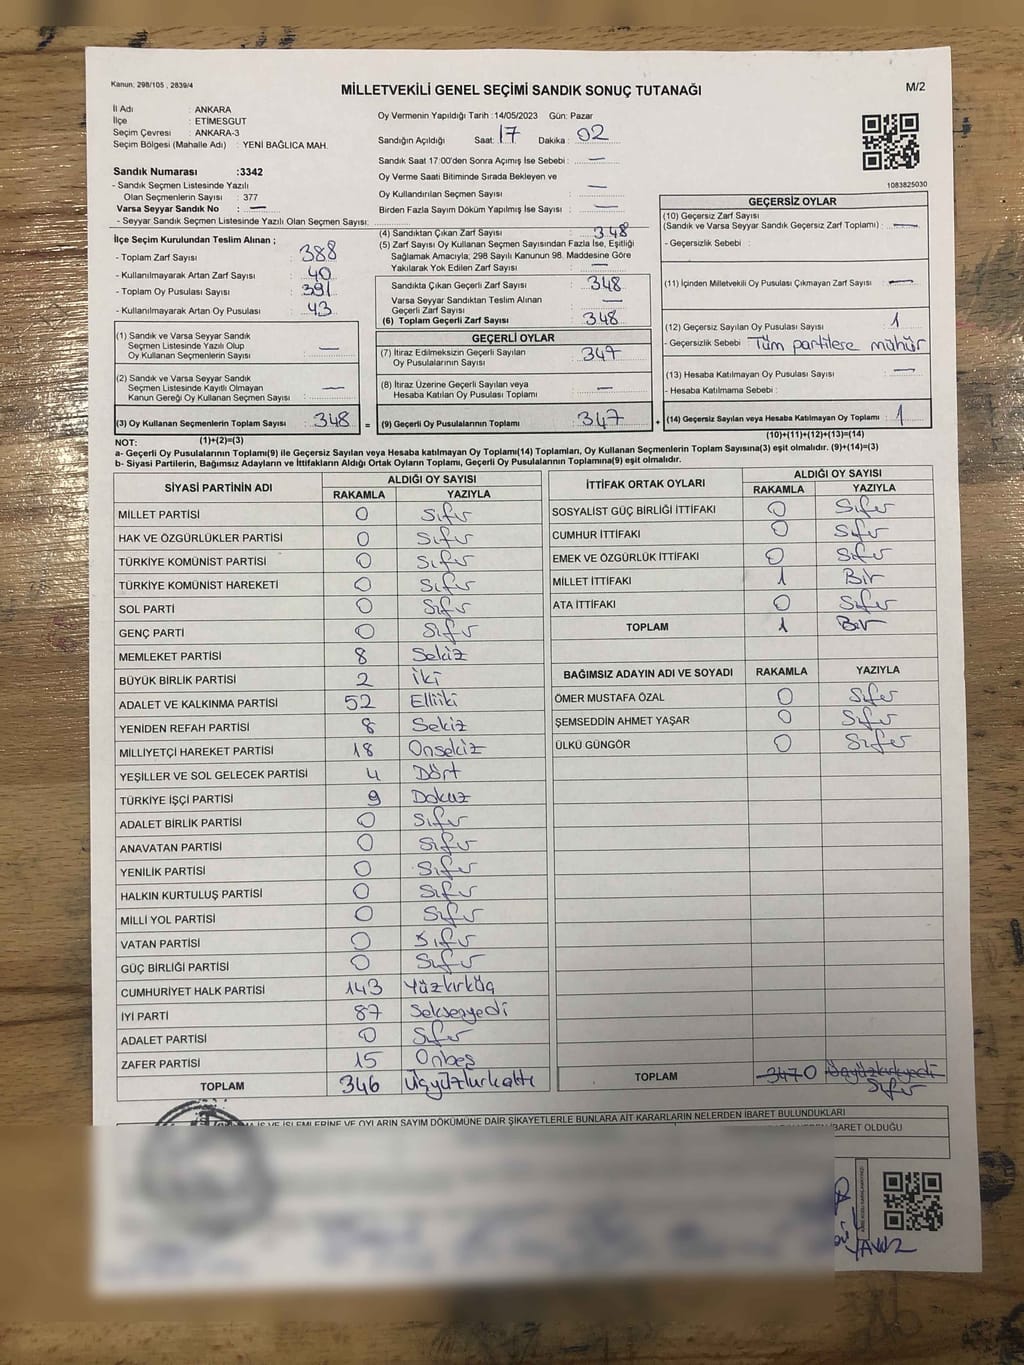 Kanun: 298/105 , 2839/4
MİLLETVEKİLİ GENEL SEÇİMİ SANDIK SONUÇ TUTANAĞI
M/2
İl Adı : ANKARA
İlçe : ETİMESGUT
Seçim Çevresi : ANKARA-3
Seçim Bölgesi (Mahalle Adı) : YENİ BAĞLICA MAH.
Sandık Numarası :3342
- Sandık Seçmen Listesinde Yazılı
Olan Seçmenlerin Sayısı : 377
Varsa Seyyar Sandık No : —
- Seyyar Sandık Seçmen Listesinde Yazılı Olan Seçmen Sayısı:
Oy Vermenin Yapıldığı Tarih :14/05/2023 Gün: Pazar
Sandığın Açıldığı Saat: 17 Dakika : 02
Sandık Saat 17:00'den Sonra Açımış İse Sebebi : —
Oy Verme Saati Bitiminde Sırada Bekleyen ve
Oy Kullandırılan Seçmen Sayısı : —
Birden Fazla Sayım Döküm Yapılmış İse Sayısı : —
1083825030
İlçe Seçim Kurulundan Teslim Alınan ;
- Toplam Zarf Sayısı : 388
- Kullanılmayarak Artan Zarf Sayısı : 40
- Toplam Oy Pusulası Sayısı : 391
- Kullanılmayarak Artan Oy Pusulası : 43
(4) Sandıktan Çıkan Zarf Sayısı : 348
(5) Zarf Sayısı Oy Kullanan Seçmen Sayısından Fazla İse, Eşitliği
Sağlamak Amacıyla; 298 Sayılı Kanunun 98. Maddesine Göre
Yakılarak Yok Edilen Zarf Sayısı : —
Sandıkta Çıkan Geçerli Zarf Sayısı : 348
Varsa Seyyar Sandıktan Teslim Alınan
Geçerli Zarf Sayısı : —
(6) Toplam Geçerli Zarf Sayısı : 348
GEÇERSİZ OYLAR
(10) Geçersiz Zarf Sayısı
(Sandık ve Varsa Seyyar Sandık Geçersiz Zarf Toplamı) : —
- Geçersizlik Sebebi :
(11) İçinden Milletvekili Oy Pusulası Çıkmayan Zarf Sayısı : —
(12) Geçersiz Sayılan Oy Pusulası Sayısı : 1
- Geçersizlik Sebebi : Tüm partilere mühür
(13) Hesaba Katılmayan Oy Pusulası Sayısı : —
- Hesaba Katılmama Sebebi :
(14) Geçersiz Sayılan veya Hesaba Katılmayan Oy Toplamı : 1
(10)+(11)+(12)+(13)=(14)
(1) Sandık ve Varsa Seyyar Sandık
Seçmen Listesinde Yazılı Olup
Oy Kullanan Seçmenlerin Sayısı : —
(2) Sandık ve Varsa Seyyar Sandık
Seçmen Listesinde Kayıtlı Olmayan
Kanun Gereği Oy Kullanan Seçmen Sayısı : —
(3) Oy Kullanan Seçmenlerin Toplam Sayısı : 348 =
(1)+(2)=(3)
GEÇERLİ OYLAR
(7) İtiraz Edilmeksizin Geçerli Sayılan
Oy Pusulalarının Sayısı : 347
(8) İtiraz Üzerine Geçerli Sayılan veya
Hesaba Katılan Oy Pusulası Toplamı : —
(9) Geçerli Oy Pusulalarının Toplamı : 347 +
NOT:
a- Geçerli Oy Pusulasının Toplamı(9) ile Geçersiz Sayılan veya Hesaba katılmayan Oy Toplamı(14) Toplamları, Oy Kullanan Seçmenlerin Toplam Sayısına(3) eşit olmalıdır. (9)+(14)=(3)
b- Siyasi Partilerin, Bağımsız Adayların ve İttifakların Aldığı Ortak Oyların Toplamı, Geçerli Oy Pusulalarının Toplamına(9) eşit olmalıdır.
SİYASİ PARTİNİN ADI ALDIĞI OY SAYISI
RAKAMLA YAZIYLA
MİLLET PARTİSİ 0 Sıfır
HAK VE ÖZGÜRLÜKLER PARTİSİ 0 Sıfır
TÜRKİYE KOMÜNİST PARTİSİ 0 Sıfır
TÜRKİYE KOMÜNİST HAREKETİ 0 Sıfır
SOL PARTİ 0 Sıfır
GENÇ PARTİ 0 Sıfır
MEMLEKET PARTİSİ 8 Sekiz
BÜYÜK BİRLİK PARTİSİ 2 iki
ADALET VE KALKINMA PARTİSİ 52 Elliiki
YENİDEN REFAH PARTİSİ 8 Sekiz
MİLLİYETÇİ HAREKET PARTİSİ 18 Onsekiz
YEŞİLLER VE SOL GELECEK PARTİSİ 4 Dört
TÜRKİYE İŞÇİ PARTİSİ 9 Dokuz
ADALET BİRLİK PARTİSİ 0 Sıfır
ANAVATAN PARTİSİ 0 Sıfır
YENİLİK PARTİSİ 0 Sıfır
HALKIN KURTULUŞ PARTİSİ 0 Sıfır
MİLLİ YOL PARTİSİ 0 Sıfır
VATAN PARTİSİ 0 Sıfır
GÜÇ BİRLİĞİ PARTİSİ 0 Sıfır
CUMHURİYET HALK PARTİSİ 143 Yüzkırküç
İYİ PARTİ 87 Seksenyedi
ADALET PARTİSİ 0 Sıfır
ZAFER PARTİSİ 15 Onbeş
TOPLAM 346 Üçyüzkırkaltı
İTTİFAK ORTAK OYLARI ALDIĞI OY SAYISI
RAKAMLA YAZIYLA
SOSYALİST GÜÇ BİRLİĞİ İTTİFAKI 0 Sıfır
CUMHUR İTTİFAKI 0 Sıfır
EMEK VE ÖZGÜRLÜK İTTİFAKI 0 Sıfır
MİLLET İTTİFAKI 1 Bir
ATA İTTİFAKI 0 Sıfır
TOPLAM 1 Bir
BAĞIMSIZ ADAYIN ADI VE SOYADI RAKAMLA YAZIYLA
ÖMER MUSTAFA ÖZAL 0 Sıfır
ŞEMSEDDİN AHMET YAŞAR 0 Sıfır
ÜLKÜ GÜNGÖR 0 Sıfır
TOPLAM 347 0 Üçyüzkırkyedi
Sıfır
İŞ VE İŞLEMLERİNE VE OYLARIN SAYIM DÖKÜMÜNE DAİR ŞİKAYETLERLE BUNLARA AİT KARARLARIN NELERDEN İBARET BULUNDUKLARI
İBARET OLDUĞU